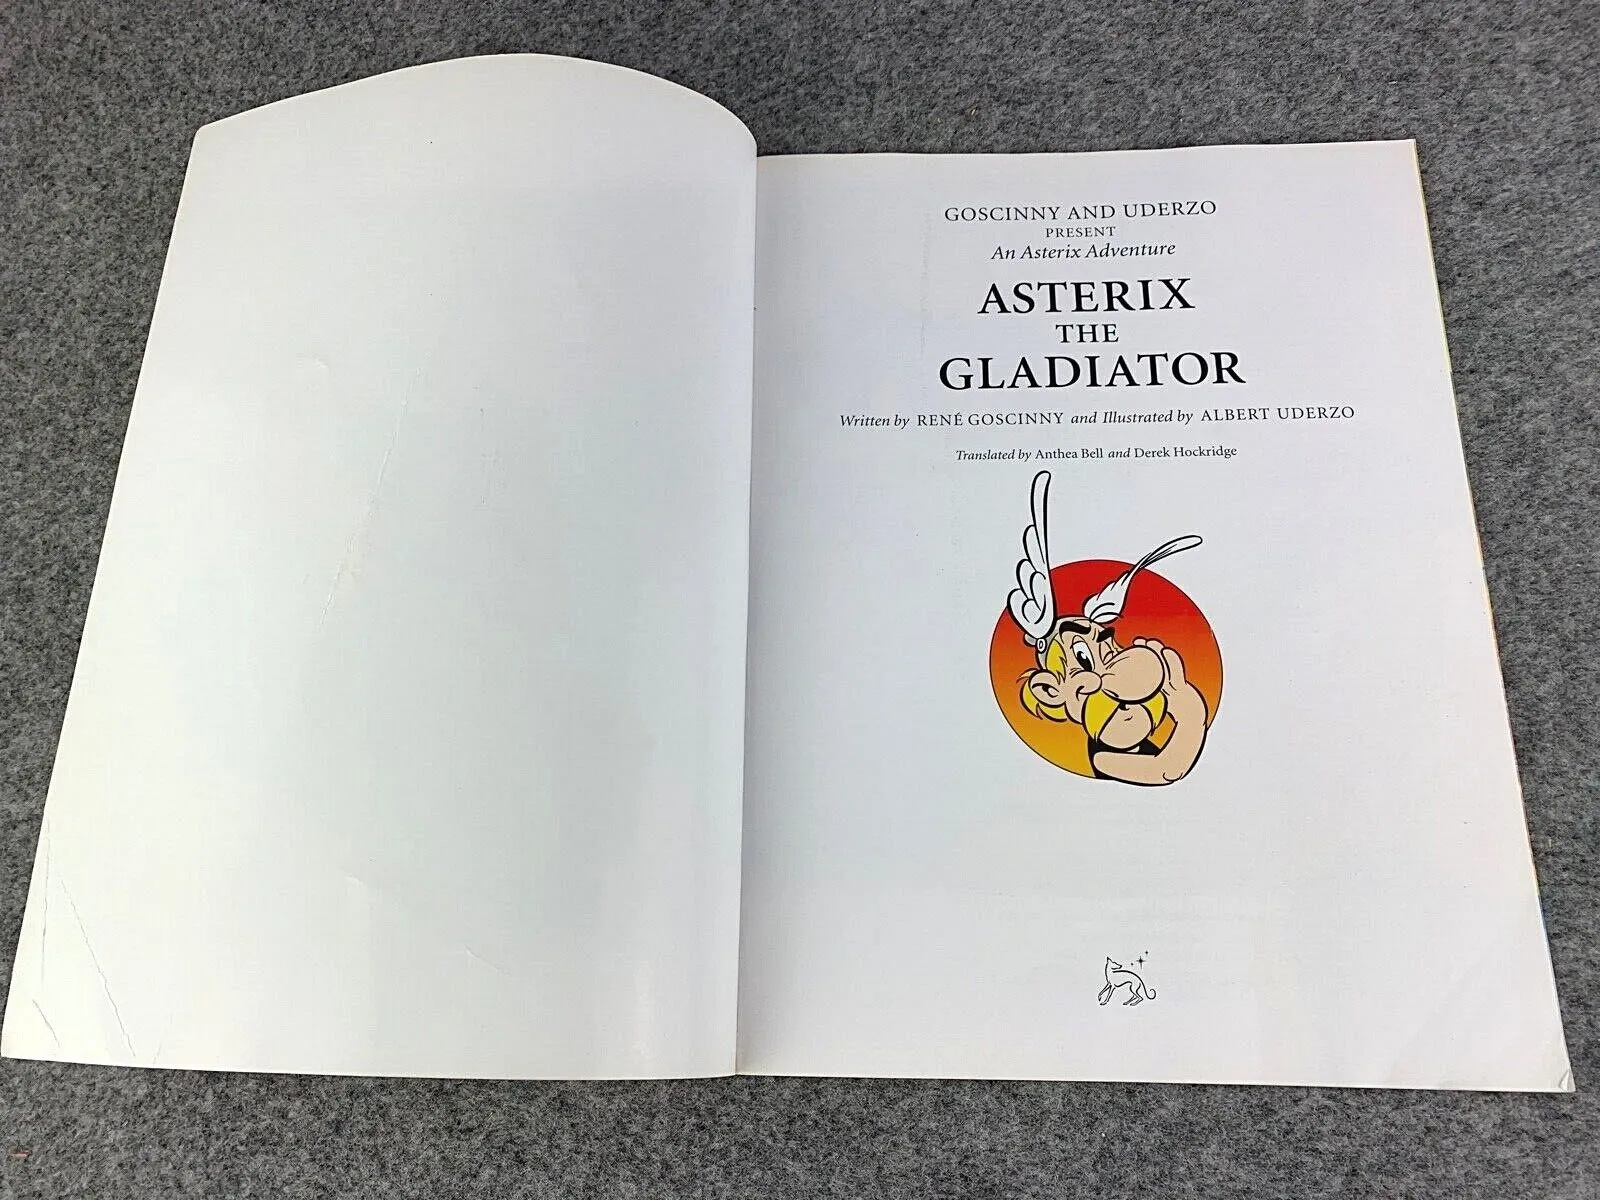 GOSCINNY AND UDERZO
PRESENT
An Asterix Adventure
ASTERIX
THE
GLADIATOR
Written by RENÉ GOSCINNY and Illustrated by ALBERT UDERZO
Translated by Anthea Bell and Derek Hockridge